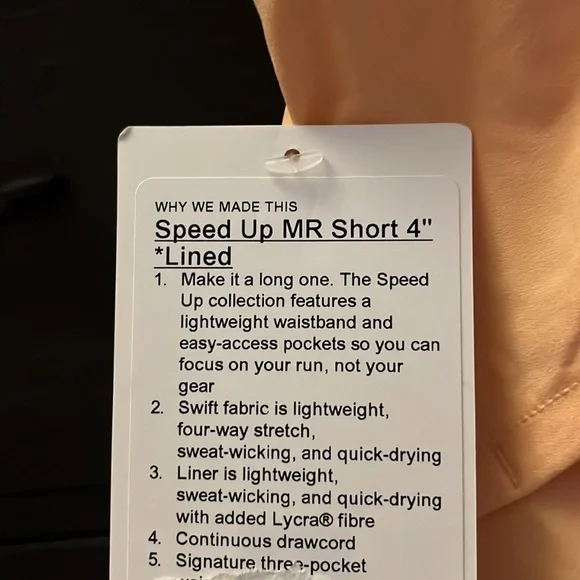 WHY WE MADE THIS
Speed Up MR Short 4"
*Lined
1. Make it a long one. The Speed
Up collection features a
lightweight waistband and
easy-access pockets so you can
focus on your run, not your
gear
2. Swift fabric is lightweight,
four-way stretch,
sweat-wicking, and quick-drying
3. Liner is lightweight,
sweat-wicking, and quick-drying
with added Lycra® fibre
4. Continuous drawcord
5. Signature three-pocket